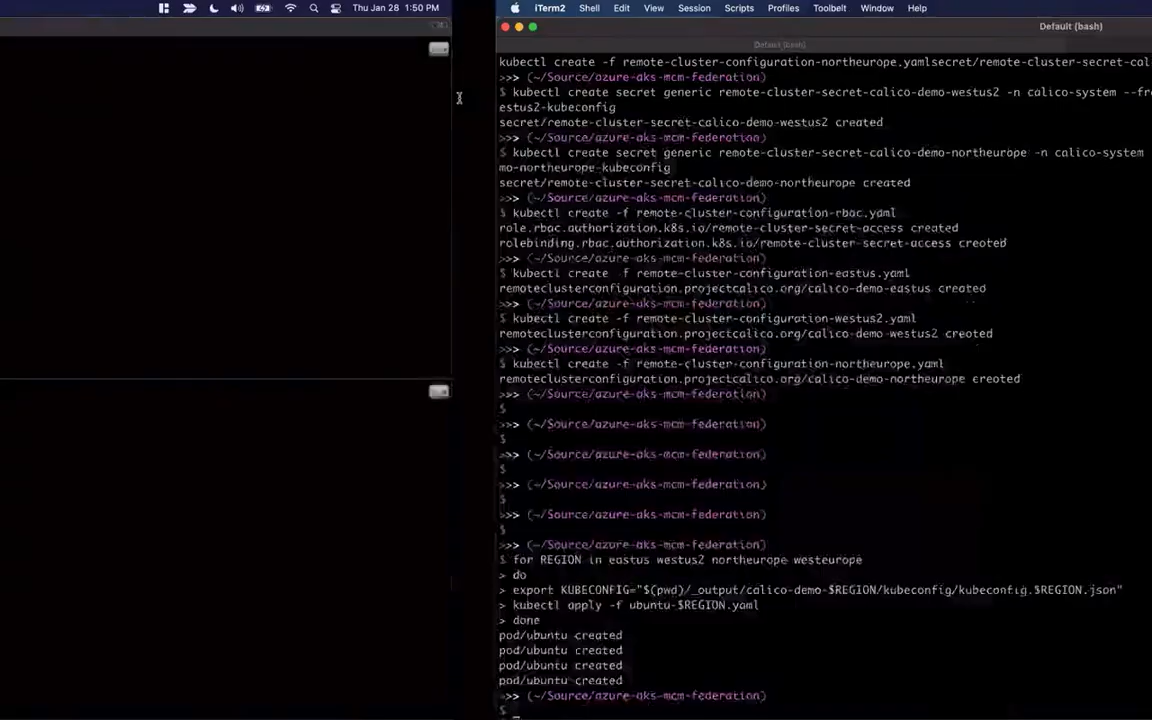 Thu Jan 28 1:50 PM
iTerm2 Shell Edit View Session Scripts Profiles Toolbelt Window Help
Default (bash)
Default (bash)
kubectl create -f remote-cluster-configuration-northeurope.yamlsecret/remote-cluster-secret-cal
>>> (~/Source/azure-aks-mcm-federation)
$ kubectl create secret generic remote-cluster-secret-calico-demo-westus2 -n calico-system --fr
estus2-kubeconfig
secret/remote-cluster-secret-calico-demo-westus2 created
>>> (~/Source/azure-aks-mcm-federation)
$ kubectl create secret generic remote-cluster-secret-calico-demo-northeurope -n calico-system
mo-northeurope-kubeconfig
secret/remote-cluster-secret-calico-demo-northeurope created
>>> (~/Source/azure-aks-mcm-federation)
$ kubectl create -f remote-cluster-configuration-rbac.yaml
role.rbac.authorization.k8s.io/remote-cluster-secret-access created
rolebinding.rbac.authorization.k8s.io/remote-cluster-secret-access created
>>> (~/Source/azure-aks-mcm-federation)
$ kubectl create -f remote-cluster-configuration-eastus.yaml
remoteclusterconfiguration.projectcalico.org/calico-demo-eastus created
>>> (~/Source/azure-aks-mcm-federation)
$ kubectl create -f remote-cluster-configuration-westus2.yaml
remoteclusterconfiguration.projectcalico.org/calico-demo-westus2 created
>>> (~/Source/azure-aks-mcm-federation)
$ kubectl create -f remote-cluster-configuration-northeurope.yaml
remoteclusterconfiguration.projectcalico.org/calico-demo-northeurope created
>>> (~/Source/azure-aks-mcm-federation)
$
>>> (~/Source/azure-aks-mcm-federation)
$
>>> (~/Source/azure-aks-mcm-federation)
$
>>> (~/Source/azure-aks-mcm-federation)
$
>>> (~/Source/azure-aks-mcm-federation)
$
>>> (~/Source/azure-aks-mcm-federation)
$ for REGION in eastus westus2 northeurope westeurope
> do
> export KUBECONFIG="$(pwd)/_output/calico-demo-$REGION/kubeconfig/kubeconfig.$REGION.json"
> kubectl apply -f ubuntu-$REGION.yaml
> done
pod/ubuntu created
pod/ubuntu created
pod/ubuntu created
pod/ubuntu created
>>> (~/Source/azure-aks-mcm-federation)
$